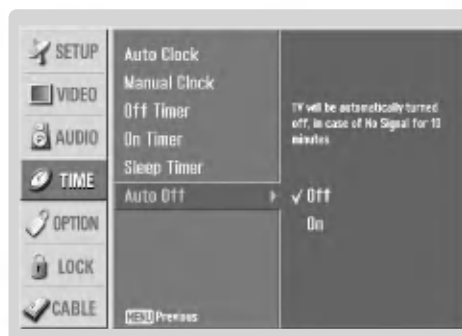 SETUP
VIDEO
AUDIO
TIME
OPTION
LOCK
CABLE
Auto Clock
Manual Clock
Off Timer
On Timer
Sleep Timer
Auto Off
MENU Previous
TV will be automatically turned
off, in case of No Signal for 10
minutes
Off
On